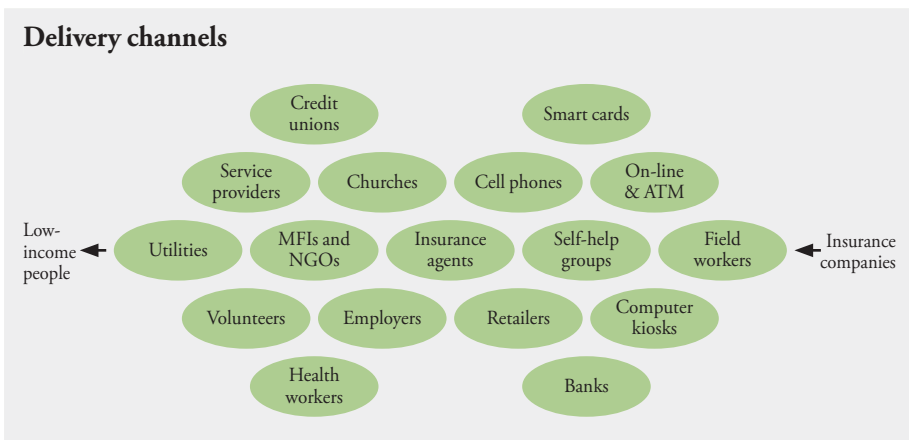 Delivery channels
Credit
unions
Smart cards
Service
providers
Churches
Cell phones
On-line
& ATM
Low-
income
people
Utilities
MFIs and
NGOs
Insurance
agents
Self-help
groups
Field
workers
Insurance
companies
Volunteers
Employers
Retailers
Computer
kiosks
Health
workers
Banks